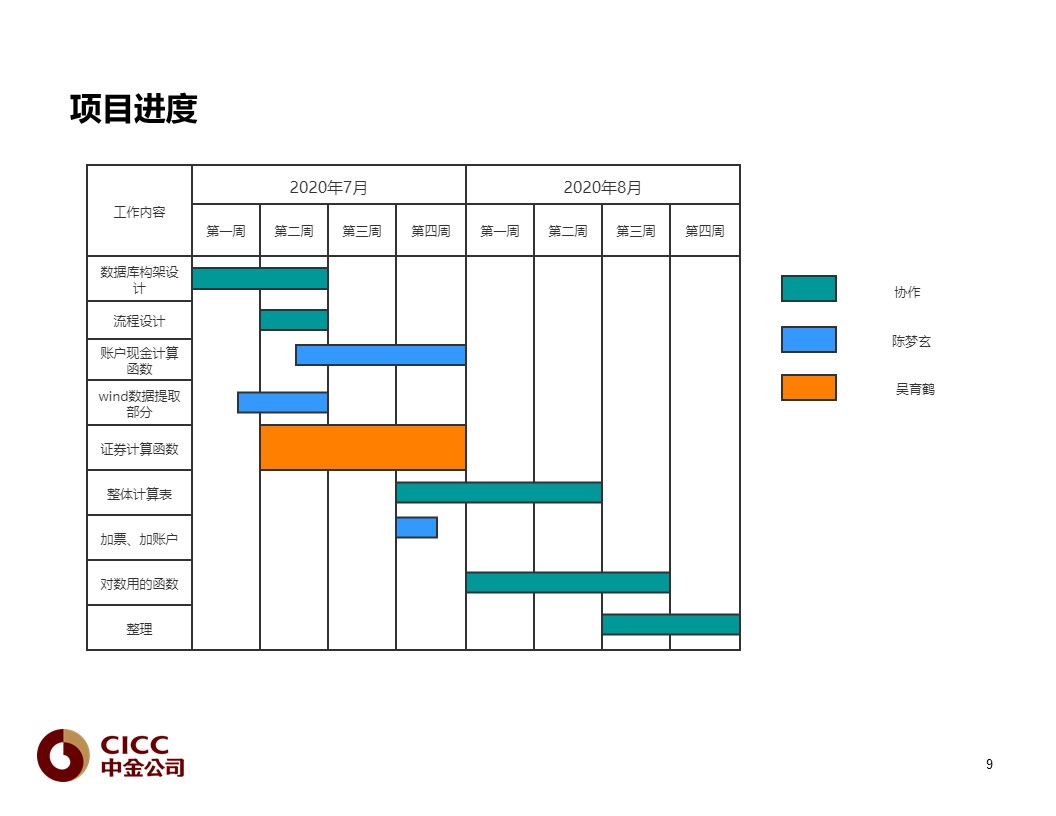 项目进度
工作内容
2020年7月
2020年8月
第一周
第二周
第三周
第四周
第一周
第二周
第三周
第四周
数据库构架设
计
流程设计
账户现金计算
函数
wind数据提取
部分
证券计算函数
整体计算表
加票、加账户
对数用的函数
整理
协作
陈梦玄
吴育鹤
CICC
中金公司
9